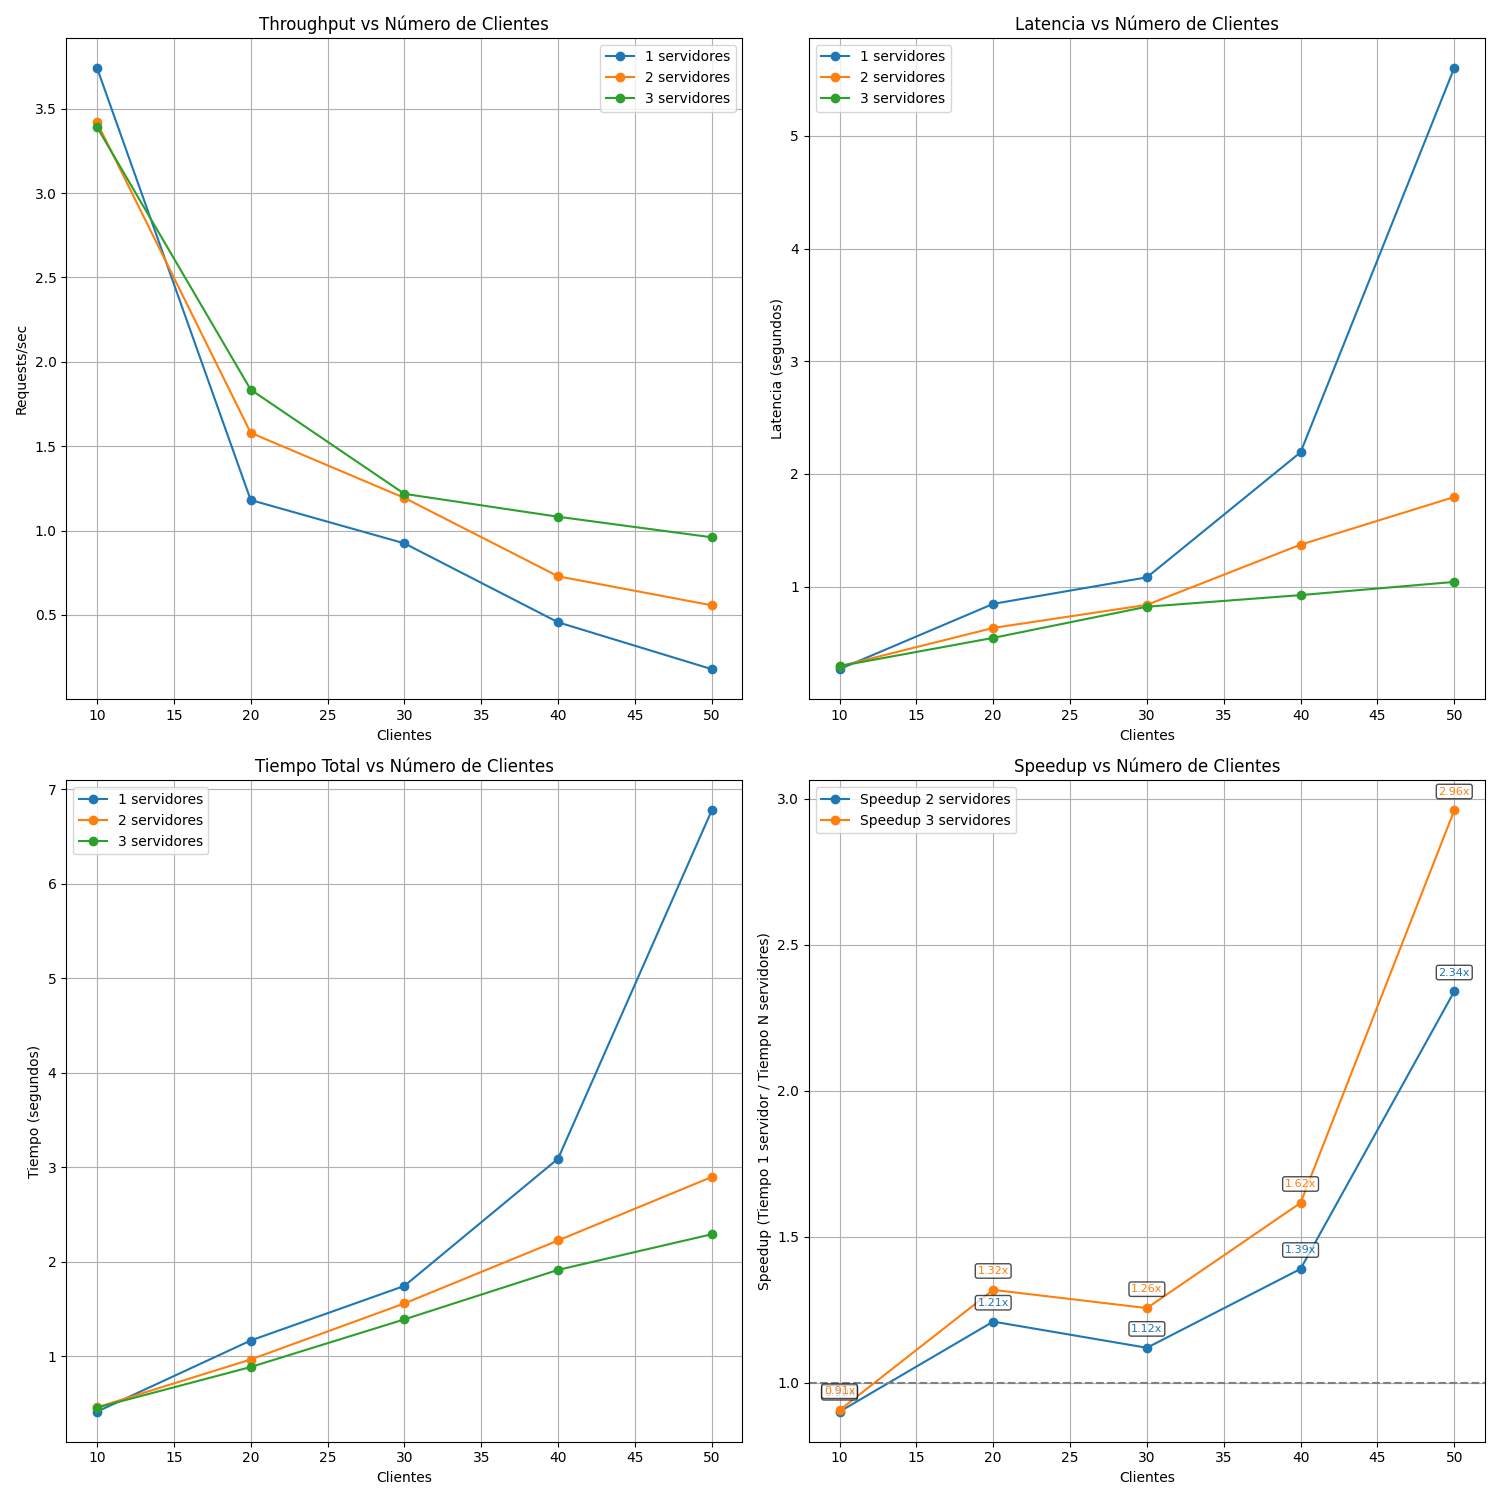 Throughput vs Número de Clientes
1 servidores
2 servidores
3 servidores
3.5
3.0
2.5
2.0
1.5
1.0
0.5
Requests/sec
10 15 20 25 30 35 40 45 50
Clientes
Latencia vs Número de Clientes
1 servidores
2 servidores
3 servidores
5
4
3
2
1
Latencia (segundos)
10 15 20 25 30 35 40 45 50
Clientes
Tiempo Total vs Número de Clientes
1 servidores
2 servidores
3 servidores
7
6
5
4
3
2
1
Tiempo (segundos)
10 15 20 25 30 35 40 45 50
Clientes
Speedup vs Número de Clientes
Speedup 2 servidores
Speedup 3 servidores
3.0
2.5
2.0
1.5
1.0
Speedup (Tiempo 1 servidor / Tiempo N servidores)
2.96x
2.34x
1.62x
1.39x
1.32x
1.26x
1.21x
1.12x
0.91x
10 15 20 25 30 35 40 45 50
Clientes